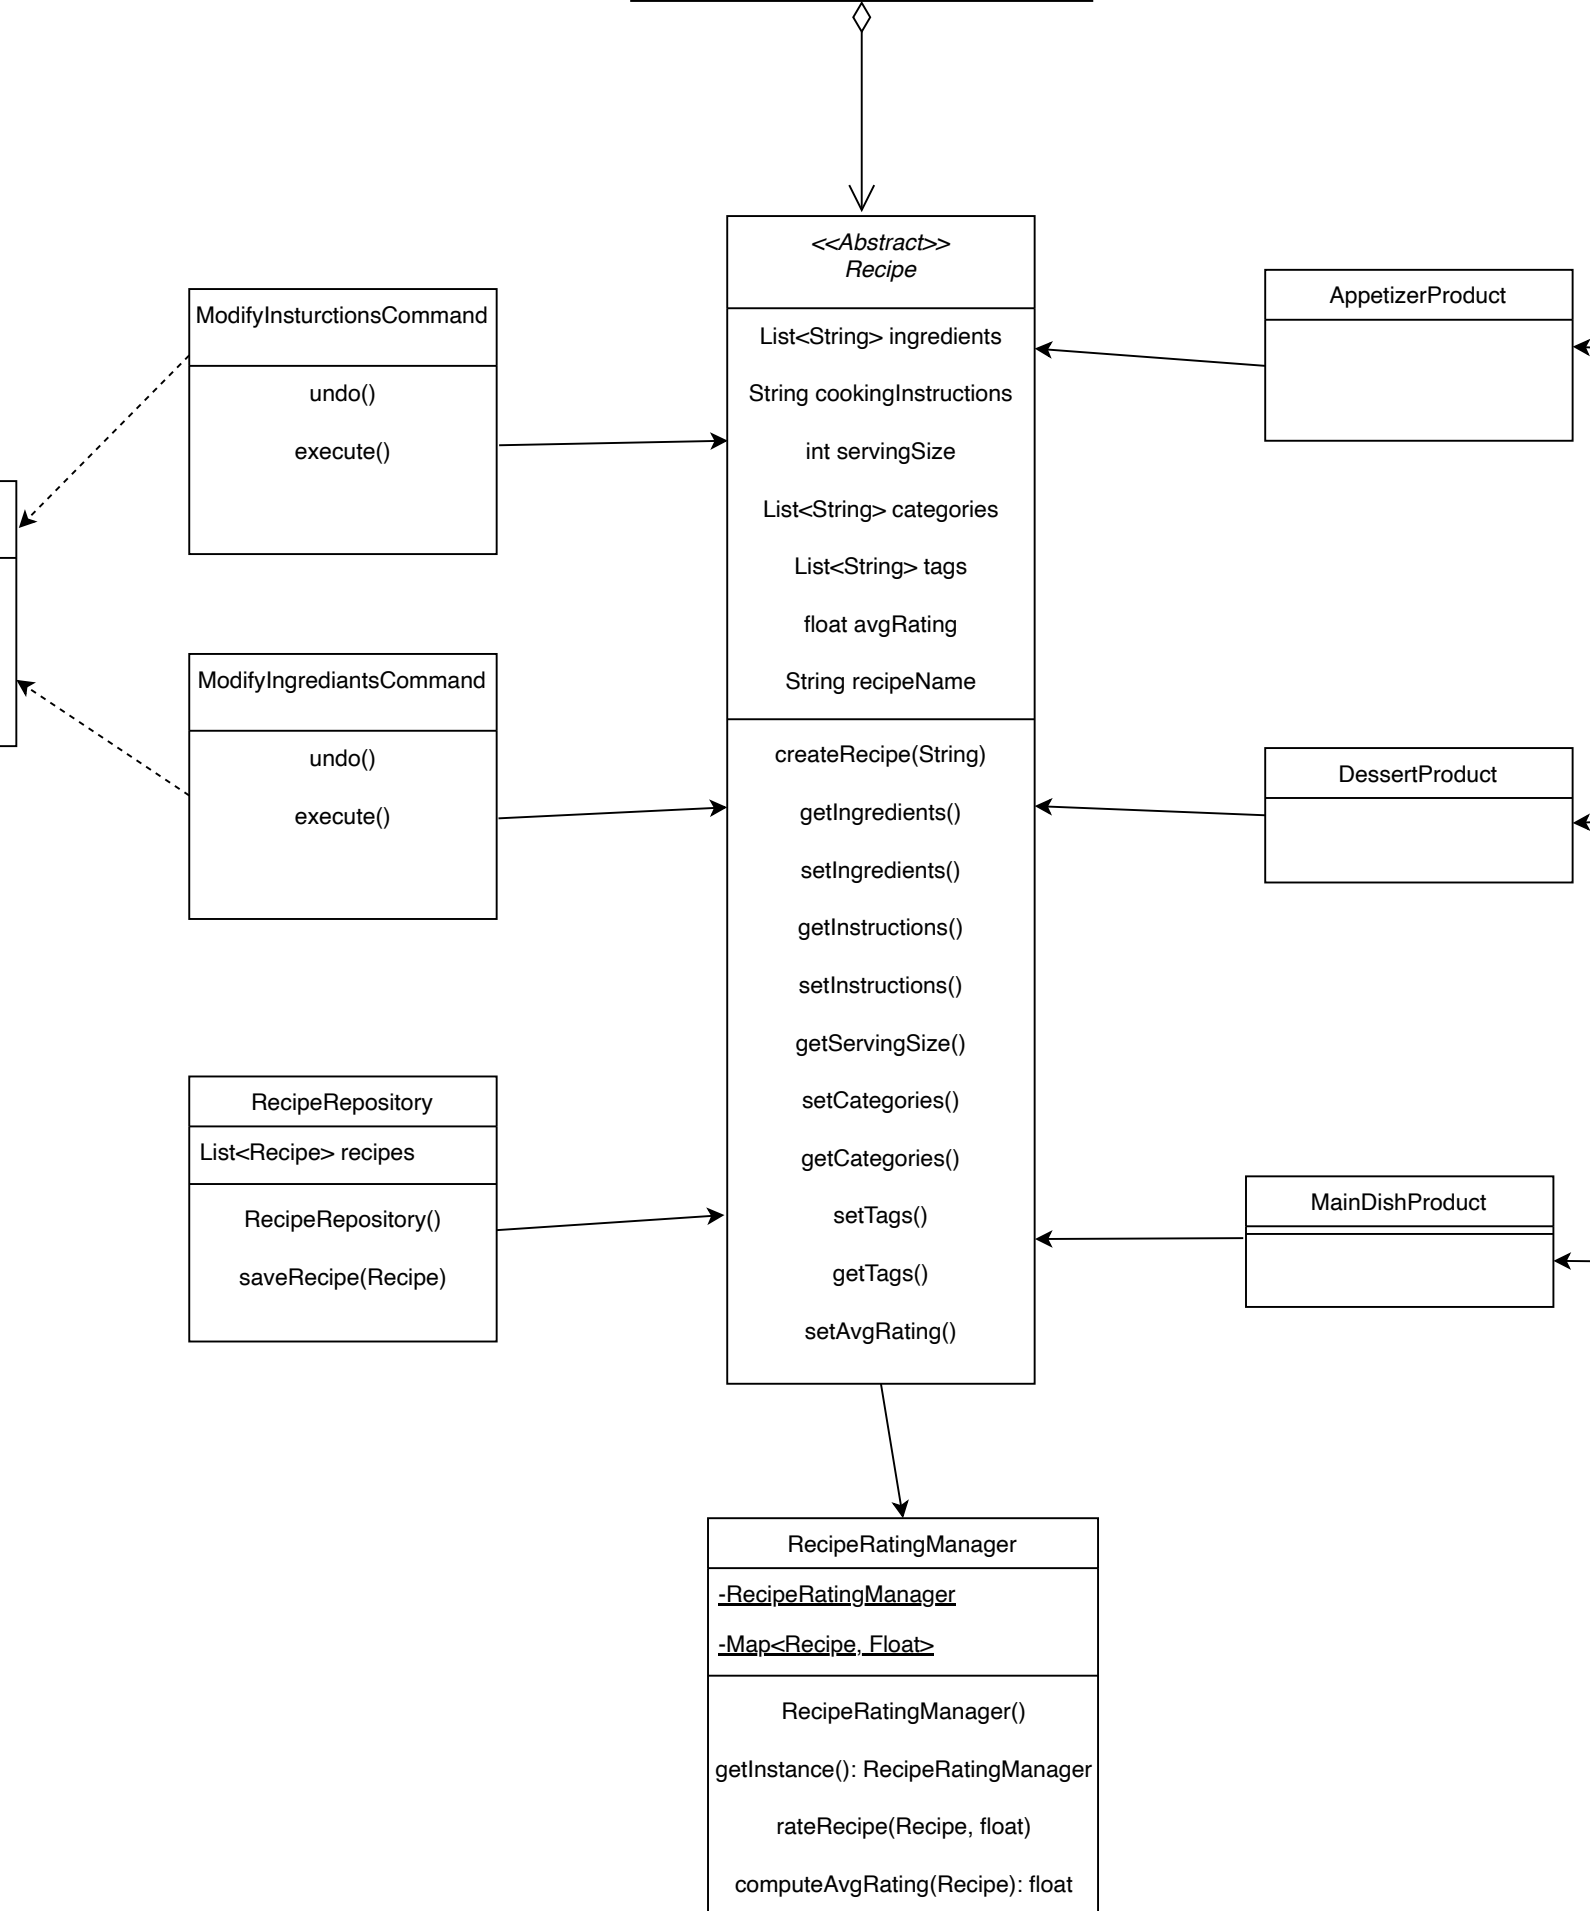 <<Abstract>>
Recipe
List<String> ingredients
String cookingInstructions
int servingSize
List<String> categories
List<String> tags
float avgRating
String recipeName
createRecipe(String)
getIngredients()
setIngredients()
getInstructions()
setInstructions()
getServingSize()
setCategories()
getCategories()
setTags()
getTags()
setAvgRating()
ModifyInsturctionsCommand
undo()
execute()
ModifyIngrediantsCommand
undo()
execute()
RecipeRepository
List<Recipe> recipes
RecipeRepository()
saveRecipe(Recipe)
AppetizerProduct
DessertProduct
MainDishProduct
RecipeRatingManager
-RecipeRatingManager
-Map<Recipe, Float>
RecipeRatingManager()
getInstance(): RecipeRatingManager
rateRecipe(Recipe, float)
computeAvgRating(Recipe): float